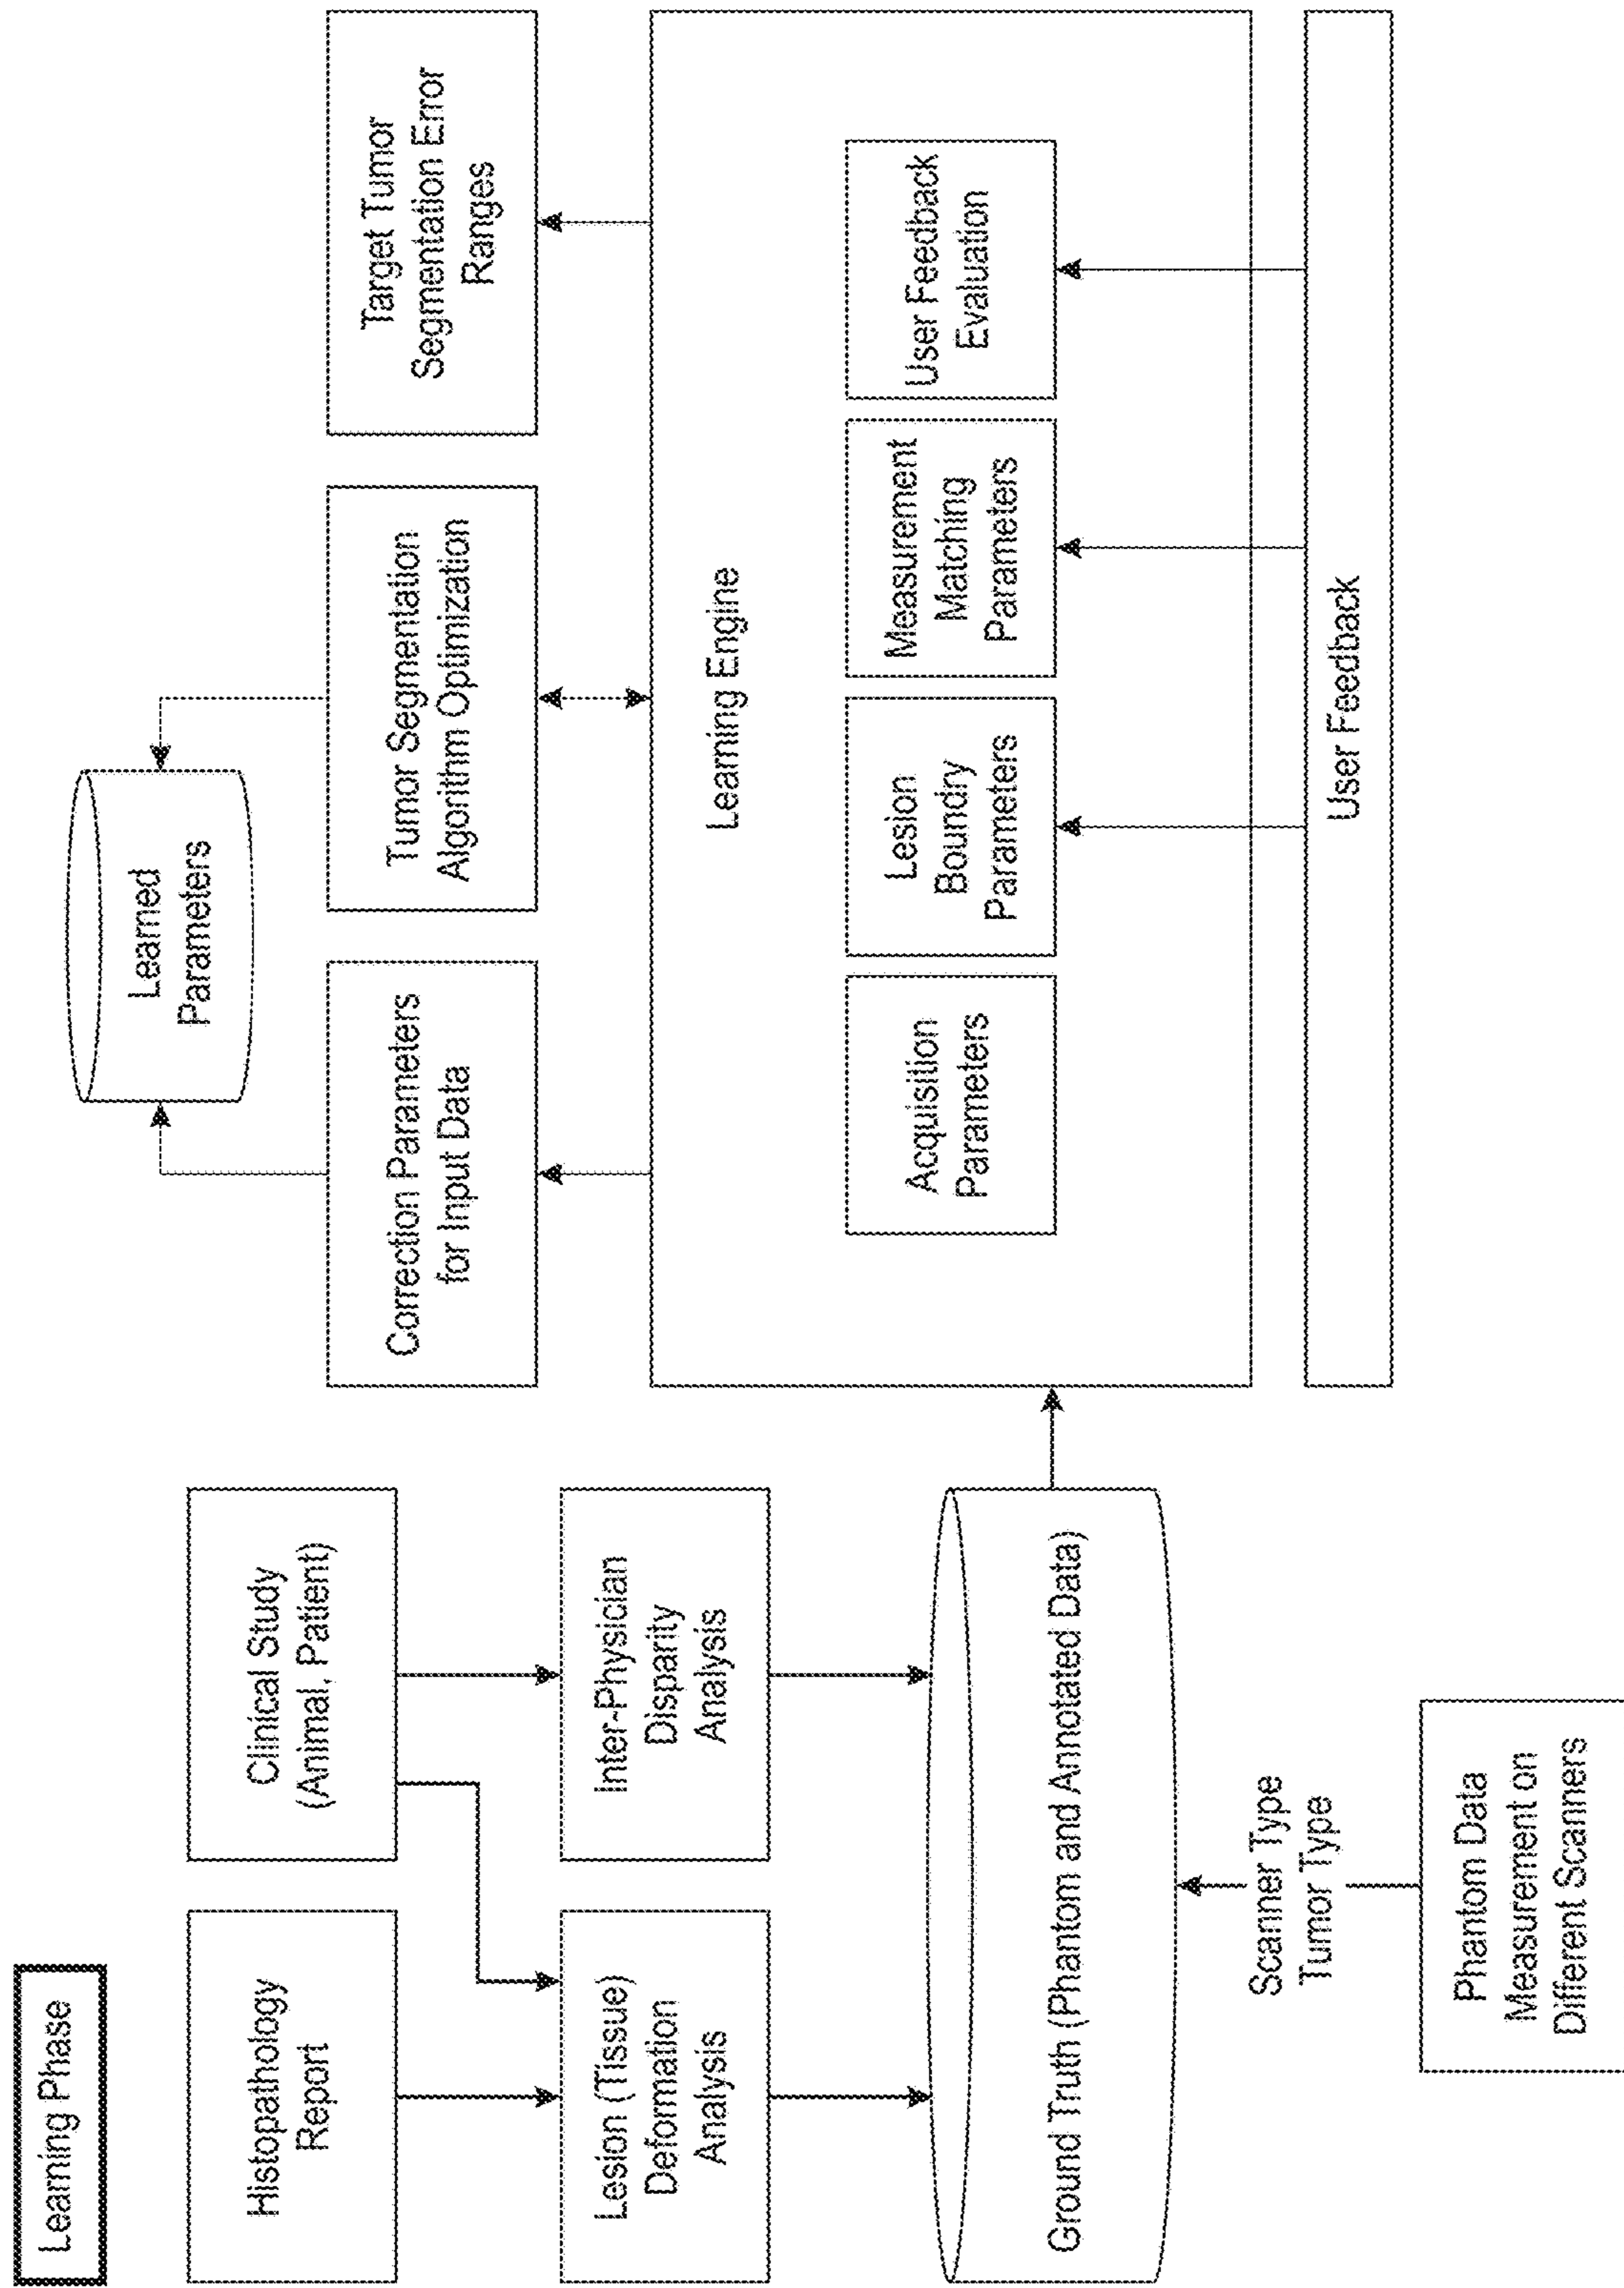 Learning Phase
Histopathology
Report
Clinical Study
(Animal, Patient)
Lesion (Tissue)
Deformation
Analysis
Inter-Physician
Disparity
Analysis
Ground Truth (Phantom and Annotated Data)
Scanner Type
Tumor Type
Phantom Data
Measurement on
Different Scanners
Learned
Parameters
Correction Parameters
for Input Data
Tumor Segmentation
Algorithm Optimization
Target Tumor
Segmentation Error
Ranges
Learning Engine
Acquisition
Parameters
Lesion
Boundry
Parameters
Measurement
Matching
Parameters
User Feedback
Evaluation
User Feedback